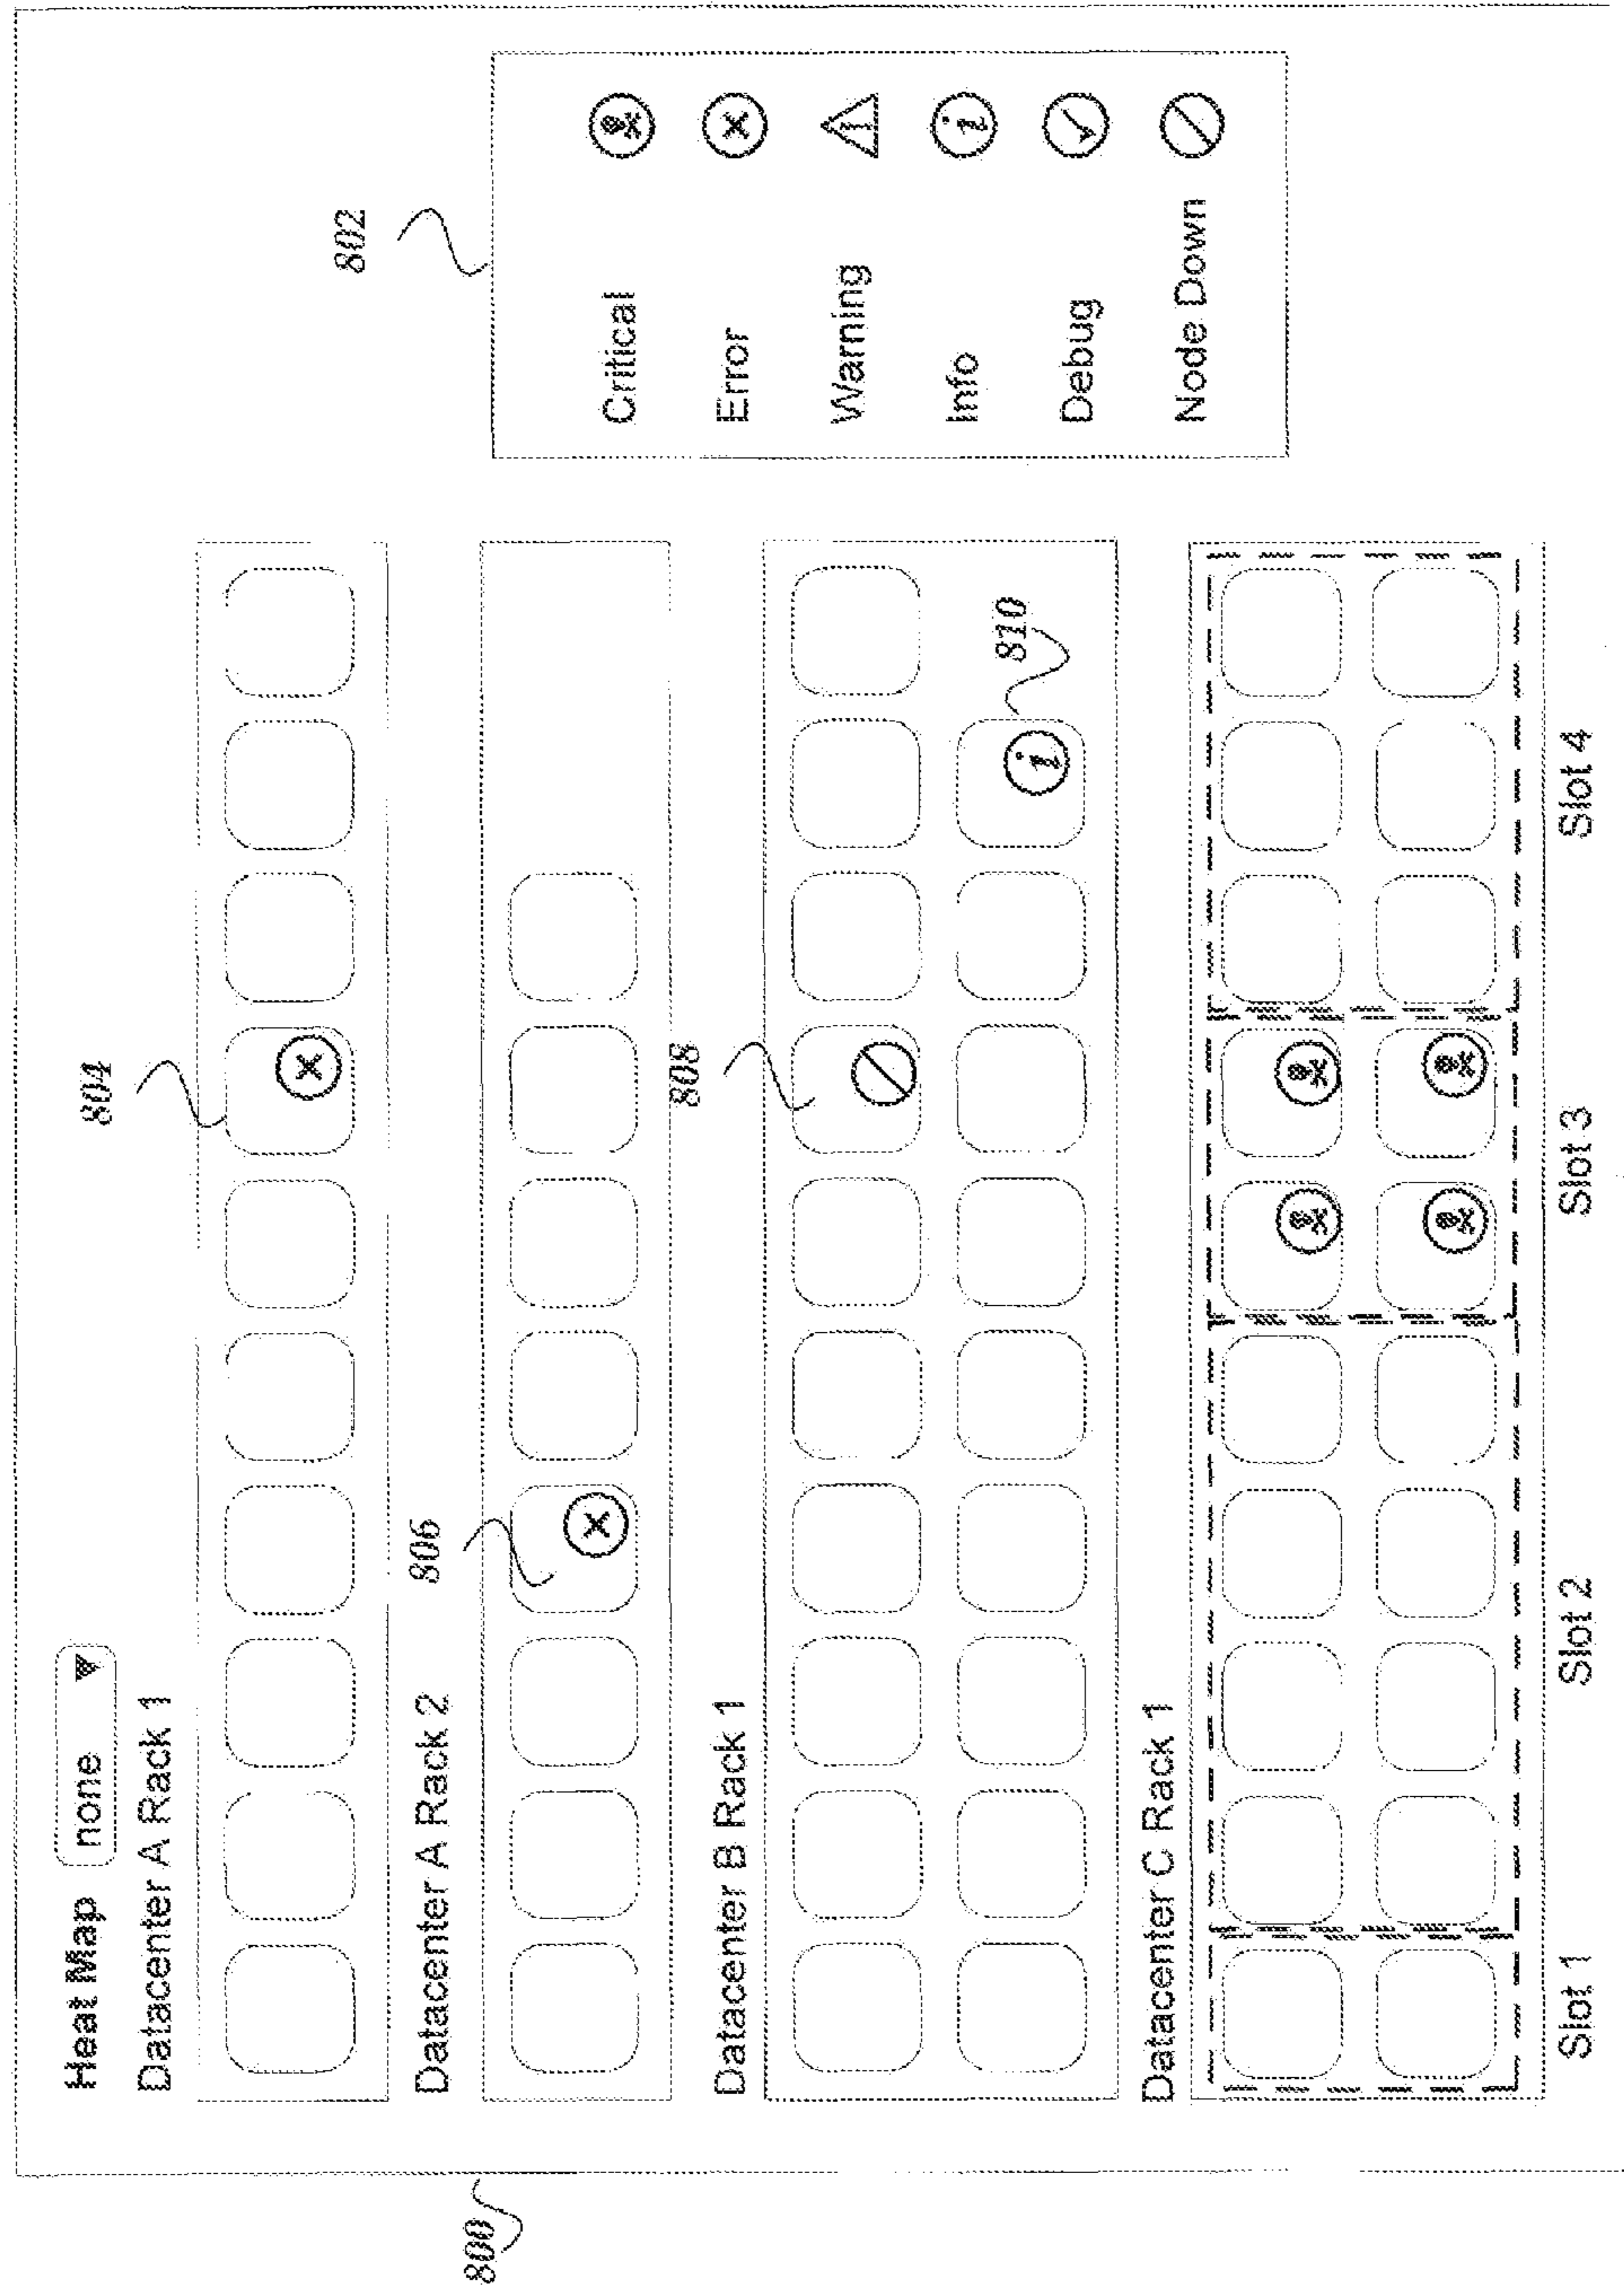 800
Heat Map none ▼
Datacenter A Rack 1
804
Datacenter A Rack 2
806
Datacenter B Rack 1
808
810
Datacenter C Rack 1
Slot 1 Slot 2 Slot 3 Slot 4
802
Critical
Error
Warning
Info
Debug
Node Down